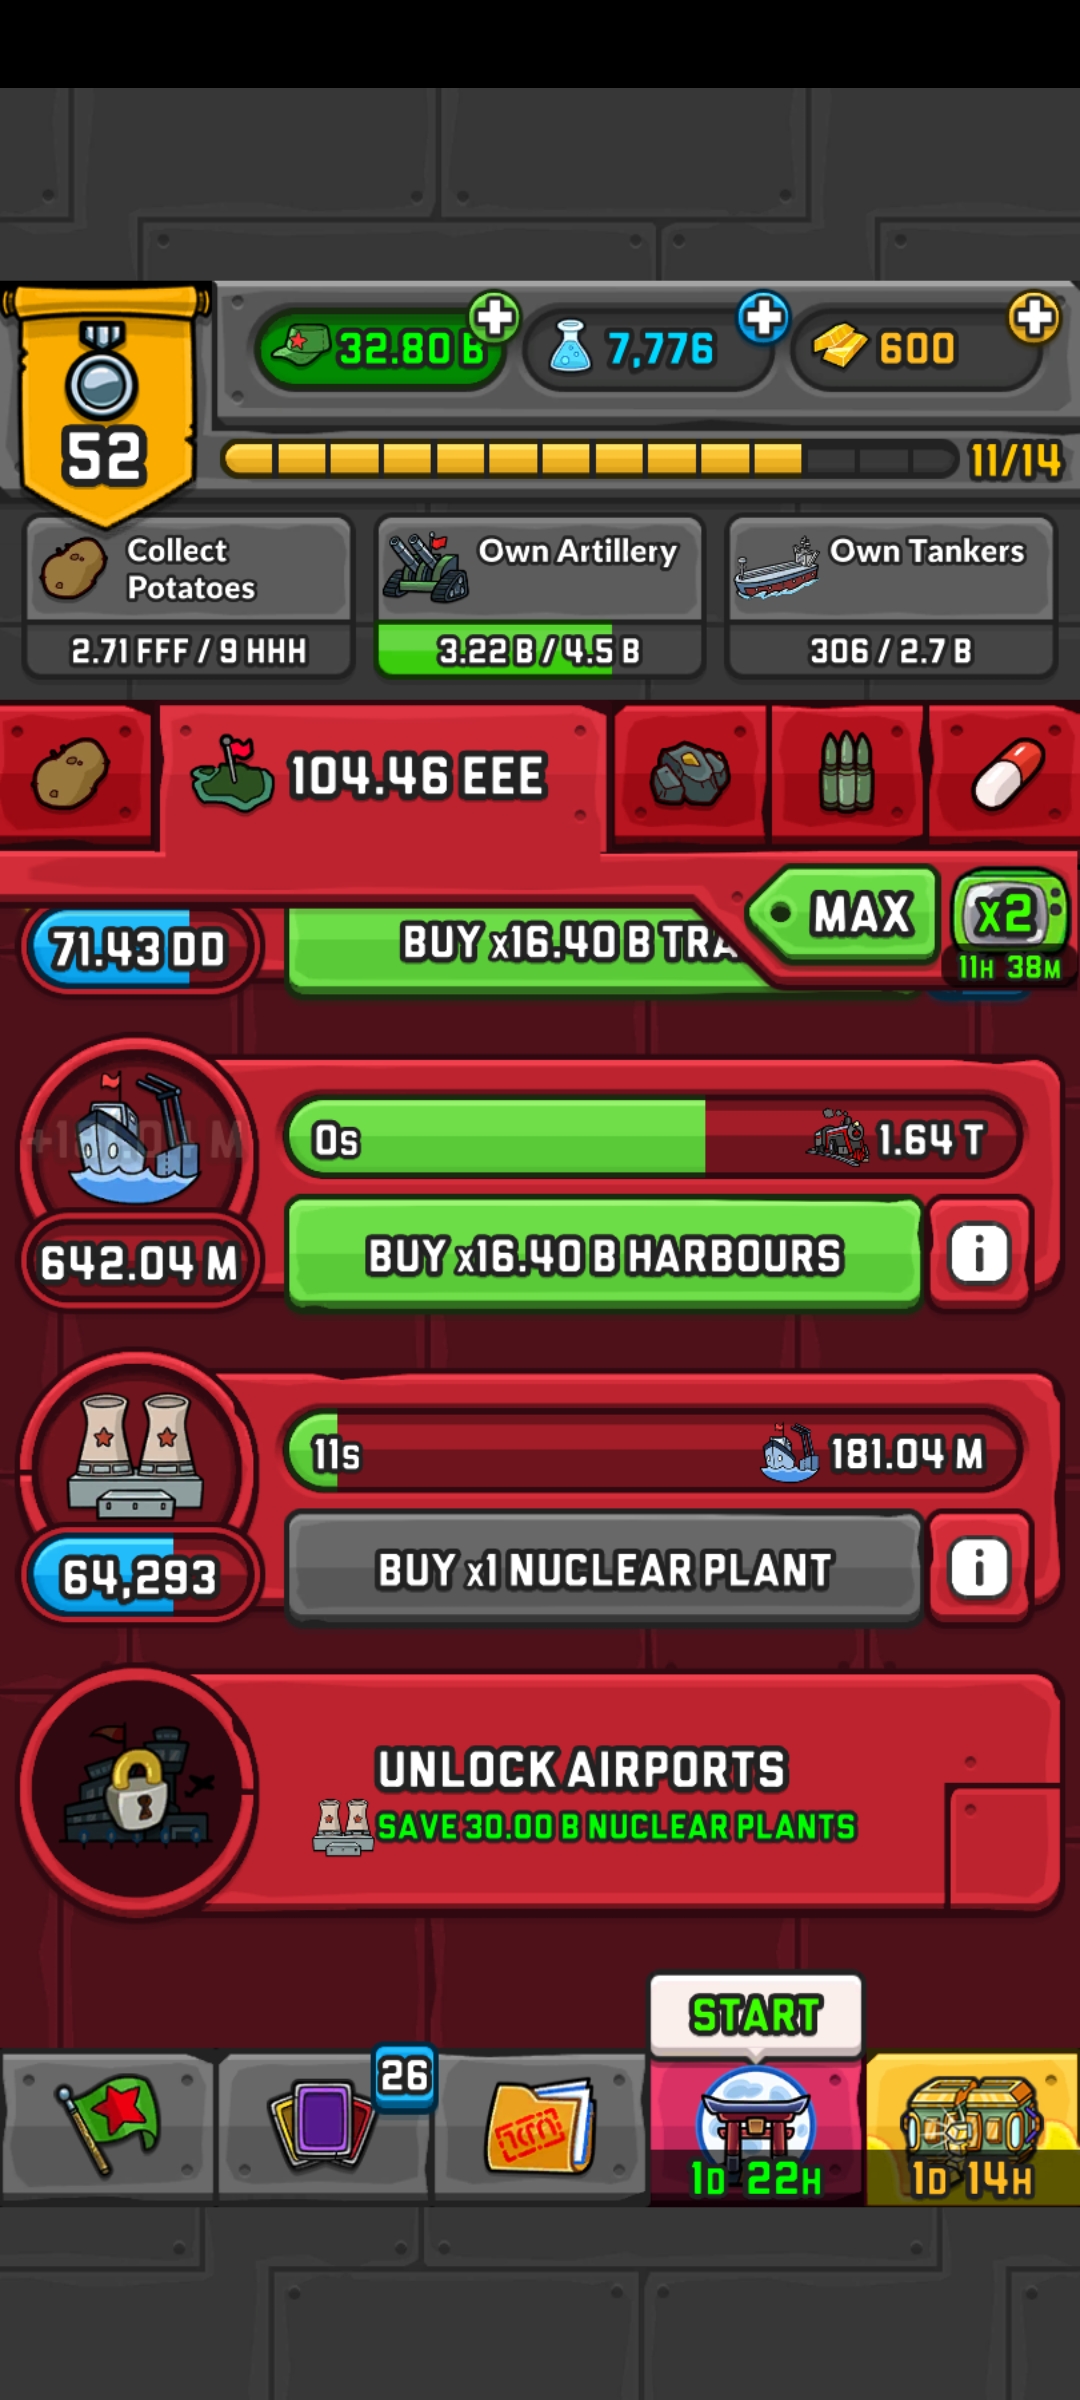 32.80 B
7,776
600
52
11/14
Collect
Potatoes
2.71 FFF / 9 HHH
Own Artillery
3.22 B / 4.5 B
Own Tankers
306 / 2.7 B
104.46 EEE
MAX
x2
11H 38M
71.43 DD
BUY x16.40 B TRA
0s
1.64 T
642.04 M
BUY x16.40 B HARBOURS
i
11s
181.04 M
64,293
BUY x1 NUCLEAR PLANT
i
UNLOCK AIRPORTS
SAVE 30.00 B NUCLEAR PLANTS
START
26
1D 22H
1D 14H